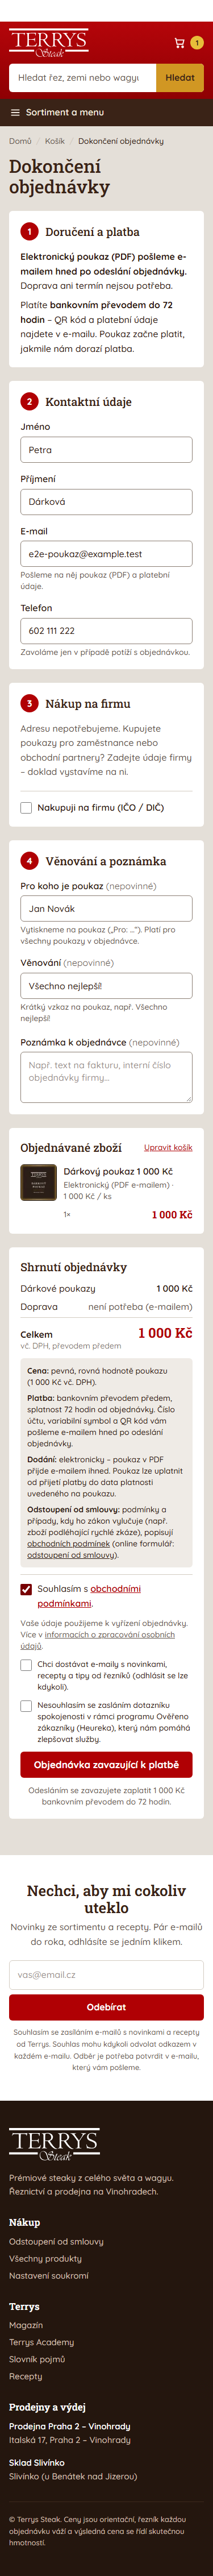 TERRYS
Steak
1
Hledat řez, zemi nebo wagyu
Hledat
Sortiment a menu
Domů / Košík / Dokončení objednávky
Dokončení
objednávky
1 Doručení a platba
Elektronický poukaz (PDF) pošleme e-
mailem hned po odeslání objednávky.
Doprava ani termín nejsou potřeba.
Platíte bankovním převodem do 72
hodin – QR kód a platební údaje
najdete v e-mailu. Poukaz začne platit,
jakmile nám dorazí platba.
2 Kontaktní údaje
Jméno
Petra
Příjmení
Dárková
E-mail
e2e-poukaz@example.test
Pošleme na něj poukaz (PDF) a platební
údaje.
Telefon
602 111 222
Zavoláme jen v případě potíží s objednávkou.
3 Nákup na firmu
Adresu nepotřebujeme. Kupujete
poukazy pro zaměstnance nebo
obchodní partnery? Zadejte údaje firmy
– doklad vystavíme na ni.
Nakupuji na firmu (IČO / DIČ)
4 Věnování a poznámka
Pro koho je poukaz (nepovinné)
Jan Novák
Vytiskneme na poukaz („Pro: …“). Platí pro
všechny poukazy v objednávce.
Věnování (nepovinné)
Všechno nejlepší!
Krátký vzkaz na poukaz, např. Všechno
nejlepší!
Poznámka k objednávce (nepovinné)
Např. text na fakturu, interní číslo
objednávky firmy…
Objednávané zboží
Upravit košík
Dárkový poukaz 1 000 Kč
Elektronický (PDF e-mailem) ·
1 000 Kč / ks
1×
1 000 Kč
Shrnutí objednávky
Dárkové poukazy 1 000 Kč
Doprava není potřeba (e-mailem)
Celkem 1 000 Kč
vč. DPH, převodem předem
Cena: pevná, rovná hodnotě poukazu
(1 000 Kč vč. DPH).
Platba: bankovním převodem předem,
splatnost 72 hodin od objednávky. Číslo
účtu, variabilní symbol a QR kód vám
pošleme e-mailem hned po odeslání
objednávky.
Dodání: elektronicky – poukaz v PDF
přijde e-mailem ihned. Poukaz lze uplatnit
od přijetí platby do data platnosti
uvedeného na poukazu.
Odstoupení od smlouvy: podmínky a
případy, kdy ho zákon vylučuje (např.
zboží podléhající rychlé zkáze), popisují
obchodních podmínek (online formulář:
odstoupení od smlouvy).
Souhlasím s obchodními
podmínkami.
Vaše údaje použijeme k vyřízení objednávky.
Více v informacích o zpracování osobních
údajů.
Chci dostávat e-maily s novinkami,
recepty a tipy od řezníků (odhlásit se lze
kdykoli).
Nesouhlasím se zasláním dotazníku
spokojenosti v rámci programu Ověřeno
zákazníky (Heureka), který nám pomáhá
zlepšovat služby.
Objednávka zavazující k platbě
Odesláním se zavazujete zaplatit 1 000 Kč
bankovním převodem do 72 hodin.
Nechci, aby mi cokoliv
uteklo
Novinky ze sortimentu a recepty. Pár e-mailů
do roka, odhlásíte se jedním klikem.
vas@email.cz
Odebírat
Souhlasím se zasíláním e-mailů s novinkami a recepty
od Terrys. Souhlas mohu kdykoli odvolat odkazem v
každém e-mailu. Odběr je potřeba potvrdit v e-mailu,
který vám pošleme.
TERRYS
Steak
Prémiové steaky z celého světa a wagyu.
Řeznictví a prodejna na Vinohradech.
Nákup
Odstoupení od smlouvy
Všechny produkty
Nastavení soukromí
Terrys
Magazín
Terrys Academy
Slovník pojmů
Recepty
Prodejny a výdej
Prodejna Praha 2 – Vinohrady
Italská 17, Praha 2 – Vinohrady
Sklad Slivínko
Slivínko (u Benátek nad Jizerou)
© Terrys Steak. Ceny jsou orientační, řezník každou
objednávku váží a výsledná cena se řídí skutečnou
hmotností.